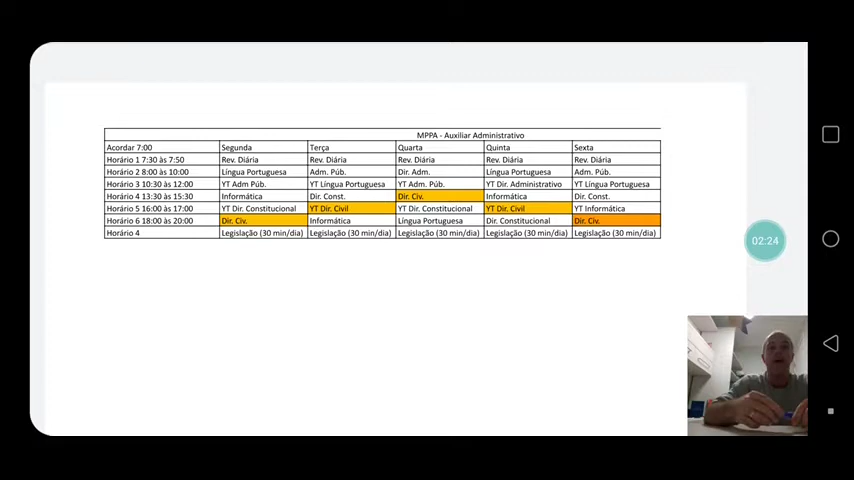 MPPA - Auxiliar Administrativo
Acordar 7:00 Segunda Terça Quarta Quinta Sexta
Horário 1 7:30 às 7:50 Rev. Diária Rev. Diária Rev. Diária Rev. Diária Rev. Diária
Horário 2 8:00 às 10:00 Língua Portuguesa Adm. Púb. Dir. Adm. Língua Portuguesa Adm. Púb.
Horário 3 10:30 às 12:00 YT Adm Púb. YT Língua Portuguesa YT Adm. Púb. YT Dir. Administrativo YT Língua Portuguesa
Horário 4 13:30 às 15:30 Informática Dir. Const. Dir. Civ. Informática Dir. Const.
Horário 5 16:00 às 17:00 YT Dir. Constitucional YT Dir. Civil YT Dir. Constitucional YT Dir. Civil YT Informática
Horário 6 18:00 às 20:00 Dir. Civ. Informática Língua Portuguesa Dir. Constitucional Dir. Civ.
Horário 4 Legislação (30 min/dia) Legislação (30 min/dia) Legislação (30 min/dia) Legislação (30 min/dia) Legislação (30 min/dia)
02:24